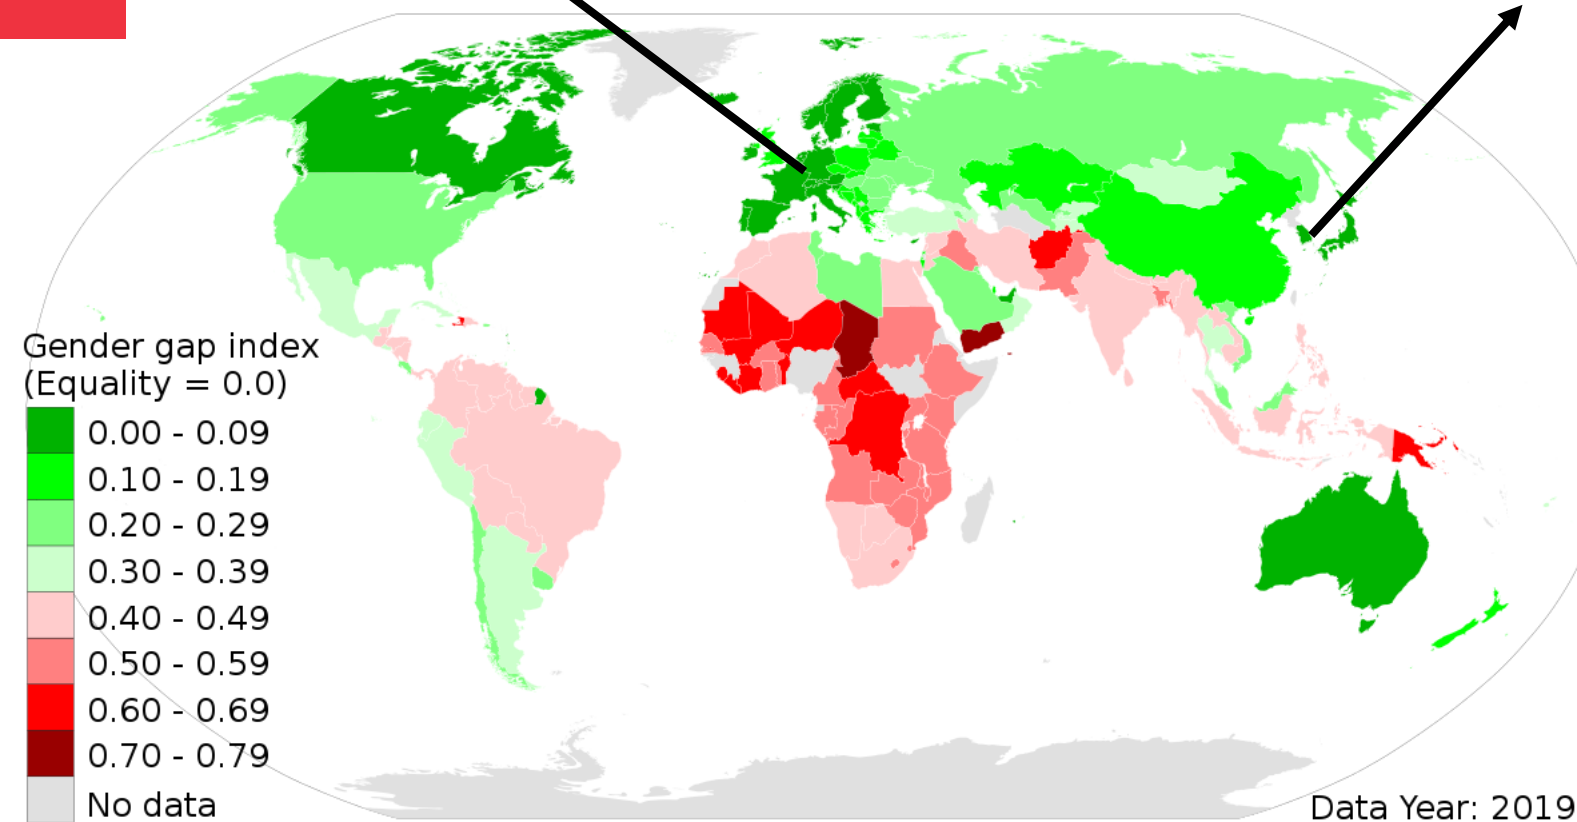 Gender gap index
(Equality = 0.0)
0.00 - 0.09
0.10 - 0.19
0.20 - 0.29
0.30 - 0.39
0.40 - 0.49
0.50 - 0.59
0.60 - 0.69
0.70 - 0.79
No data
Data Year: 2019